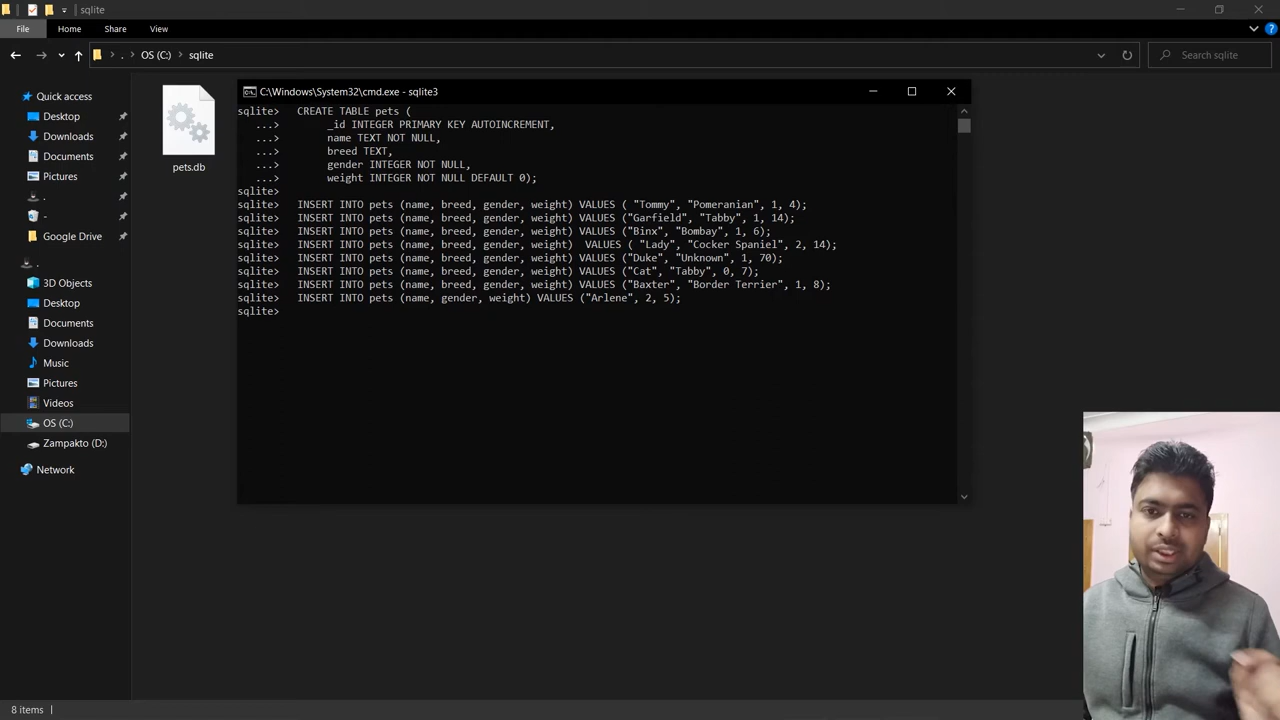 sqlite
File
Home
Share
View
.
OS (C:)
sqlite
Search sqlite
Quick access
Desktop
Downloads
Documents
Pictures
.
-
Google Drive
.
3D Objects
Desktop
Documents
Downloads
Music
Pictures
Videos
OS (C:)
Zampakto (D:)
Network
pets.db
C:\Windows\System32\cmd.exe - sqlite3
sqlite> CREATE TABLE pets (
...> _id INTEGER PRIMARY KEY AUTOINCREMENT,
...> name TEXT NOT NULL,
...> breed TEXT,
...> gender INTEGER NOT NULL,
...> weight INTEGER NOT NULL DEFAULT 0);
sqlite>
sqlite> INSERT INTO pets (name, breed, gender, weight) VALUES ( "Tommy", "Pomeranian", 1, 4);
sqlite> INSERT INTO pets (name, breed, gender, weight) VALUES ("Garfield", "Tabby", 1, 14);
sqlite> INSERT INTO pets (name, breed, gender, weight) VALUES ("Binx", "Bombay", 1, 6);
sqlite> INSERT INTO pets (name, breed, gender, weight)  VALUES ( "Lady", "Cocker Spaniel", 2, 14);
sqlite> INSERT INTO pets (name, breed, gender, weight) VALUES ("Duke", "Unknown", 1, 70);
sqlite> INSERT INTO pets (name, breed, gender, weight) VALUES ("Cat", "Tabby", 0, 7);
sqlite> INSERT INTO pets (name, breed, gender, weight) VALUES ("Baxter", "Border Terrier", 1, 8);
sqlite> INSERT INTO pets (name, gender, weight) VALUES ("Arlene", 2, 5);
sqlite>
8 items